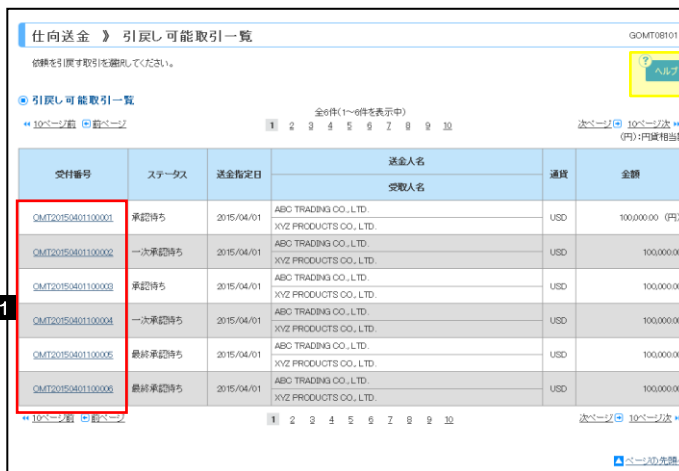 仕向送金 》 引戻し可能取引一覧
GOMT08101
依頼を引戻す取引を選択してください。
? ヘルプ
引戻し可能取引一覧
全6件(1～6件を表示中)
10ページ前 前ページ 1 2 3 4 5 6 7 8 9 10 次ページ 10ページ次
(円):円貨相当額
受付番号 ステータス 送金指定日 送金人名 通貨 金額
受取人名
OMT20150401100001 承認待ち 2015/04/01 ABC TRADING CO.,LTD. USD 100,000.00 (円)
XYZ PRODUCTS CO., LTD.
OMT20150401100002 一次承認待ち 2015/04/01 ABC TRADING CO.,LTD. USD 100,000.00
XYZ PRODUCTS CO., LTD.
OMT20150401100003 承認待ち 2015/04/01 ABC TRADING CO.,LTD. USD 100,000.00
XYZ PRODUCTS CO., LTD.
1
OMT20150401100004 一次承認待ち 2015/04/01 ABC TRADING CO.,LTD. USD 100,000.00
XYZ PRODUCTS CO., LTD.
OMT20150401100005 最終承認待ち 2015/04/01 ABC TRADING CO.,LTD. USD 100,000.00
XYZ PRODUCTS CO., LTD.
OMT20150401100006 最終承認待ち 2015/04/01 ABC TRADING CO.,LTD. USD 100,000.00
XYZ PRODUCTS CO., LTD.
10ページ前 前ページ 1 2 3 4 5 6 7 8 9 10 次ページ 10ページ次
ページの先頭